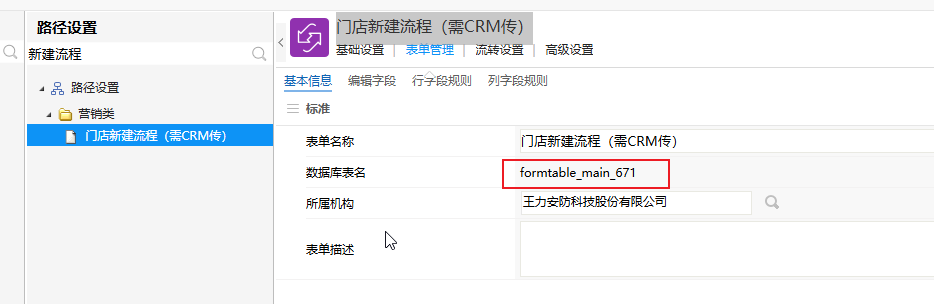 路径设置
新建流程
路径设置
营销类
门店新建流程（需CRM传）
门店新建流程（需CRM传）
基础设置 表单管理 流转设置 高级设置
基本信息 编辑字段 行字段规则 列字段规则
标准
表单名称 门店新建流程（需CRM传）
数据库表名 formtable_main_671
所属机构 王力安防科技股份有限公司
表单描述